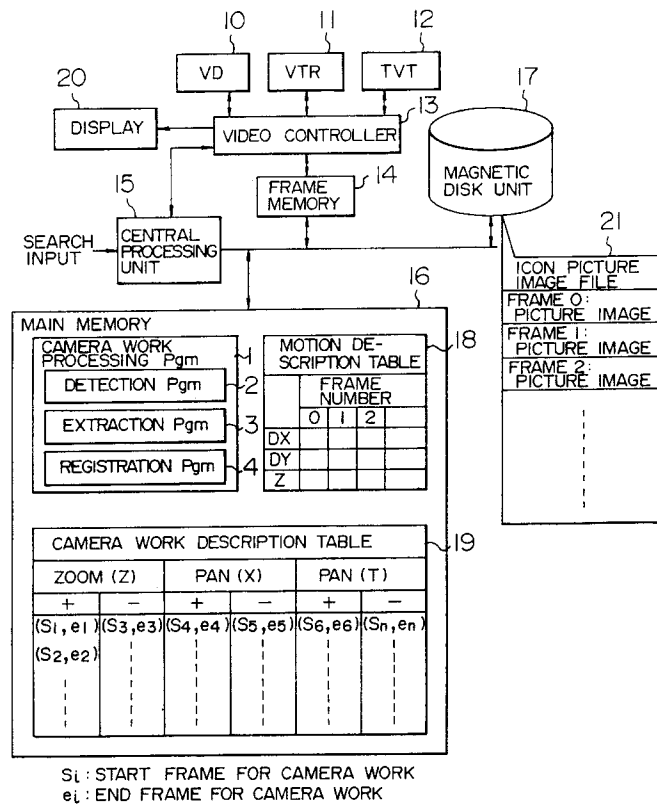 10
11
12
VD
VTR
TVT
20
13
17
DISPLAY
VIDEO CONTROLLER
14
MAGNETIC
DISK UNIT
15
FRAME
MEMORY
SEARCH
INPUT
CENTRAL
PROCESSING
UNIT
21
ICON PICTURE
IMAGE FILE
FRAME 0:
PICTURE IMAGE
FRAME 1:
PICTURE IMAGE
FRAME 2:
PICTURE IMAGE
16
MAIN MEMORY
CAMERA WORK
PROCESSING Pgm
1
DETECTION Pgm
2
EXTRACTION Pgm
3
REGISTRATION Pgm
4
MOTION DE-
SCRIPTION TABLE
18
FRAME
NUMBER
0 1 2
DX
DY
Z
CAMERA WORK DESCRIPTION TABLE
19
ZOOM (Z) PAN (X) PAN (T)
+ - + - + -
(S1,e1) (S3,e3) (S4,e4) (S5,e5) (S6,e6) (Sn,en)
(S2,e2)
Si : START FRAME FOR CAMERA WORK
ei : END FRAME FOR CAMERA WORK